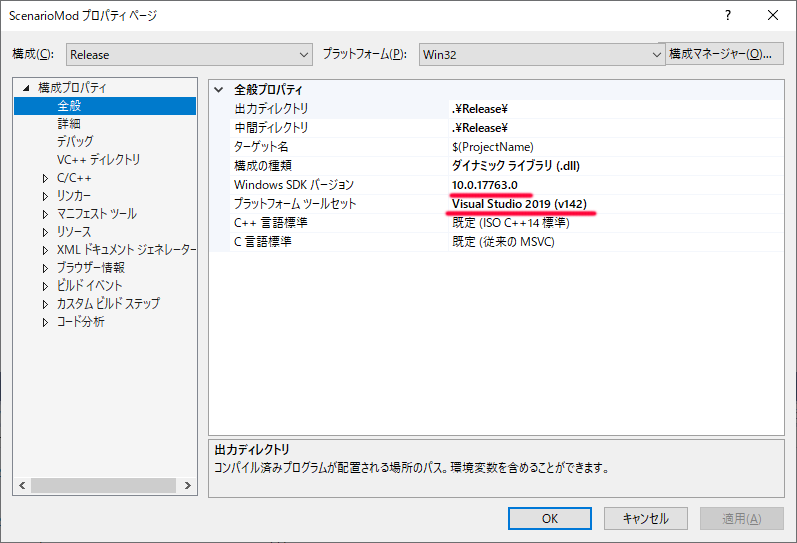 ScenarioMod プロパティ ページ
構成(C): Release プラットフォーム(P): Win32 構成マネージャー(O)...
構成プロパティ
全般
詳細
デバッグ
VC++ ディレクトリ
C/C++
リンカー
マニフェスト ツール
リソース
XML ドキュメント ジェネレーター
ブラウザー情報
ビルド イベント
カスタム ビルド ステップ
コード分析
全般プロパティ
出力ディレクトリ .¥Release¥
中間ディレクトリ .¥Release¥
ターゲット名 $(ProjectName)
構成の種類 ダイナミック ライブラリ (.dll)
Windows SDK バージョン 10.0.17763.0
プラットフォーム ツールセット Visual Studio 2019 (v142)
C++ 言語標準 既定 (ISO C++14 標準)
C 言語標準 既定 (従来の MSVC)
出力ディレクトリ
コンパイル済みプログラムが配置される場所のパス。環境変数を含めることができます。
OK キャンセル 適用(A)